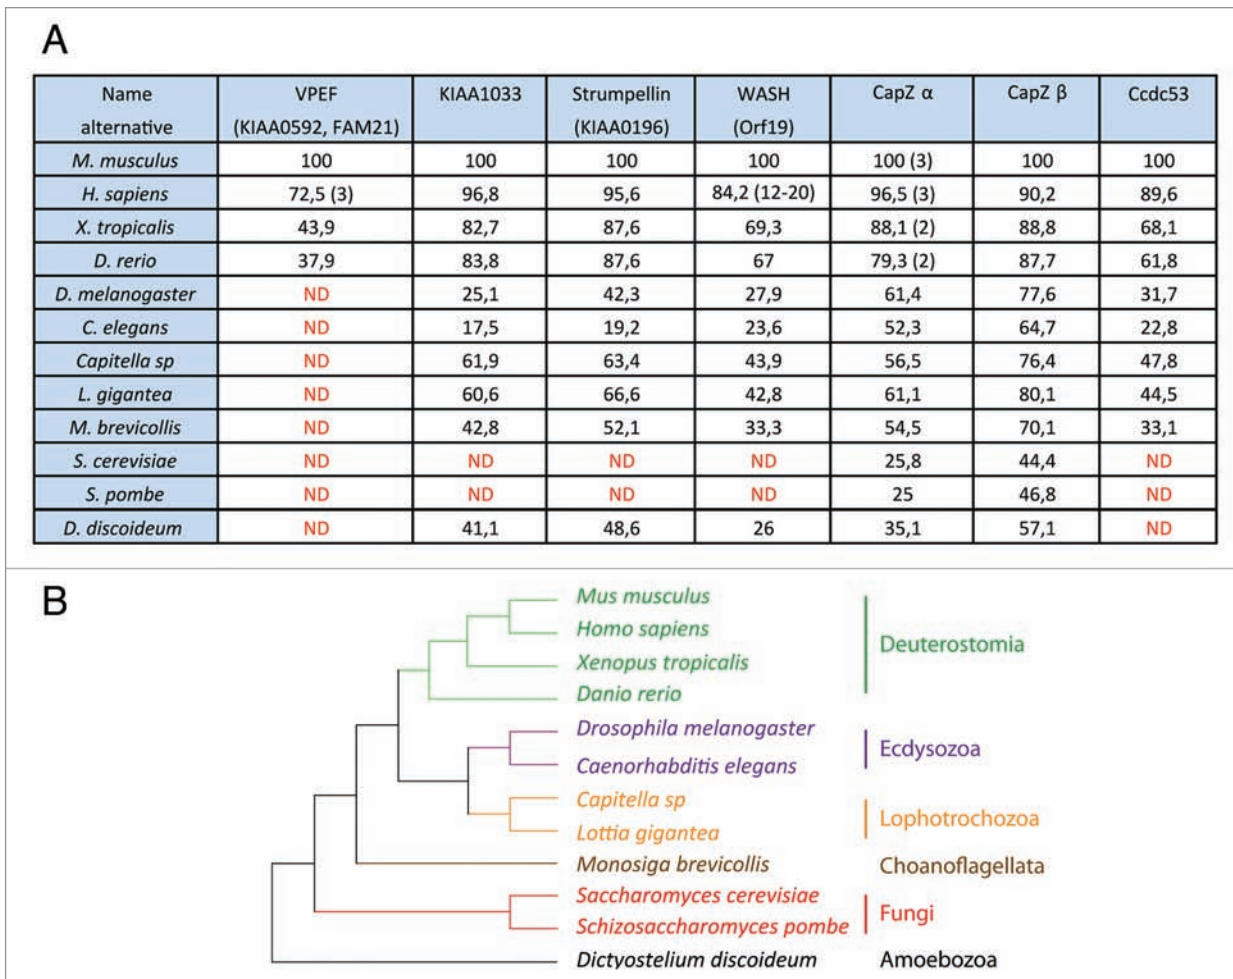 A
Name alternative VPEF (KIAA0592, FAM21) KIAA1033 Strumpellin (KIAA0196) WASH (Orf19) CapZ α CapZ β Ccdc53
M. musculus 100 100 100 100 100 (3) 100 100
H. sapiens 72,5 (3) 96,8 95,6 84,2 (12-20) 96,5 (3) 90,2 89,6
X. tropicalis 43,9 82,7 87,6 69,3 88,1 (2) 88,8 68,1
D. rerio 37,9 83,8 87,6 67 79,3 (2) 87,7 61,8
D. melanogaster ND 25,1 42,3 27,9 61,4 77,6 31,7
C. elegans ND 17,5 19,2 23,6 52,3 64,7 22,8
Capitella sp ND 61,9 63,4 43,9 56,5 76,4 47,8
L. gigantea ND 60,6 66,6 42,8 61,1 80,1 44,5
M. brevicollis ND 42,8 52,1 33,3 54,5 70,1 33,1
S. cerevisiae ND ND ND ND 25,8 44,4 ND
S. pombe ND ND ND ND 25 46,8 ND
D. discoideum ND 41,1 48,6 26 35,1 57,1 ND
B
Mus musculus
Homo sapiens
Xenopus tropicalis
Danio rerio
Deuterostomia
Drosophila melanogaster
Caenorhabditis elegans
Ecdysozoa
Capitella sp
Lottia gigantea
Lophotrochozoa
Monosiga brevicollis
Choanoflagellata
Saccharomyces cerevisiae
Schizosaccharomyces pombe
Fungi
Dictyostelium discoideum
Amoebozoa